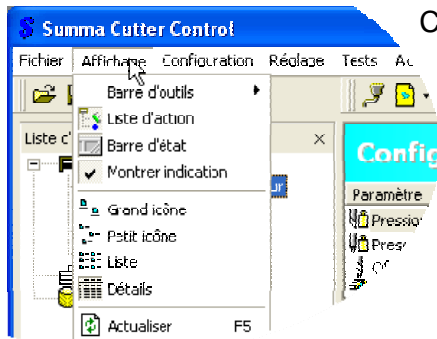 Summa Cutter Control
Fichier Affichage Configuration Réglage Tests
Barre d'outils
Liste d'action
Barre d'état
Montrer indication
Grand icône
Petit icône
Liste
Détails
Actualiser F5
Liste c'
Config
Paramètre
Pression